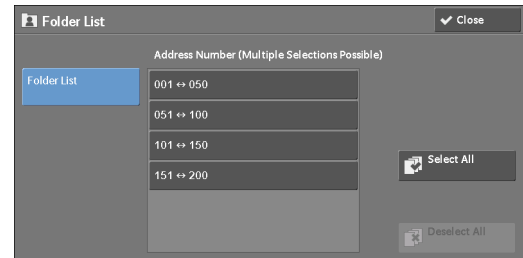 Folder List
Close
Address Number (Multiple Selections Possible)
Folder List
001 ↔ 050
051 ↔ 100
101 ↔ 150
151 ↔ 200
Select All
Deselect All